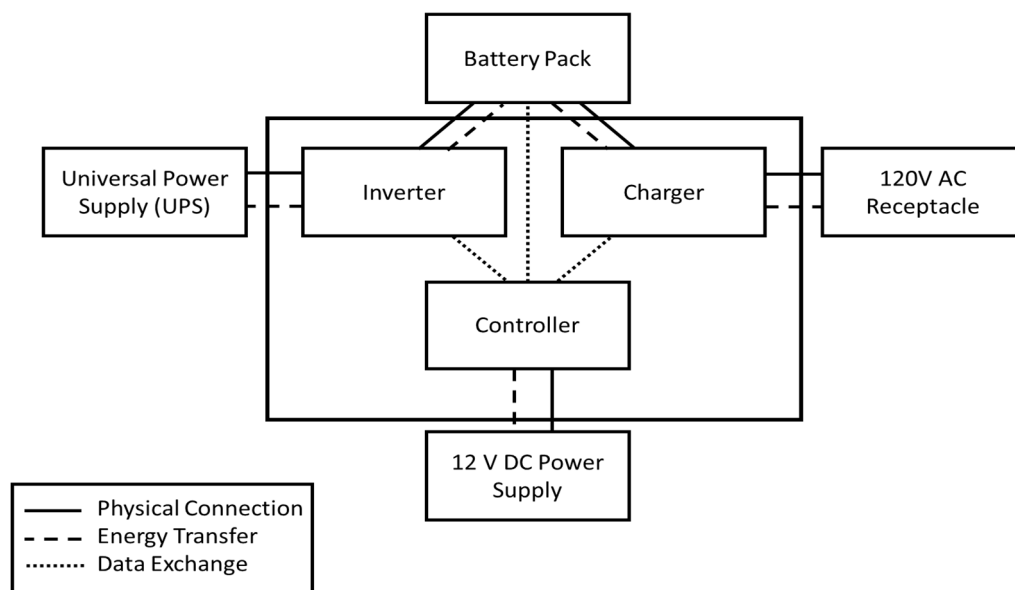 Battery Pack
Universal Power
Supply (UPS)
Inverter
Charger
120V AC
Receptacle
Controller
12 V DC Power
Supply
Physical Connection
Energy Transfer
Data Exchange